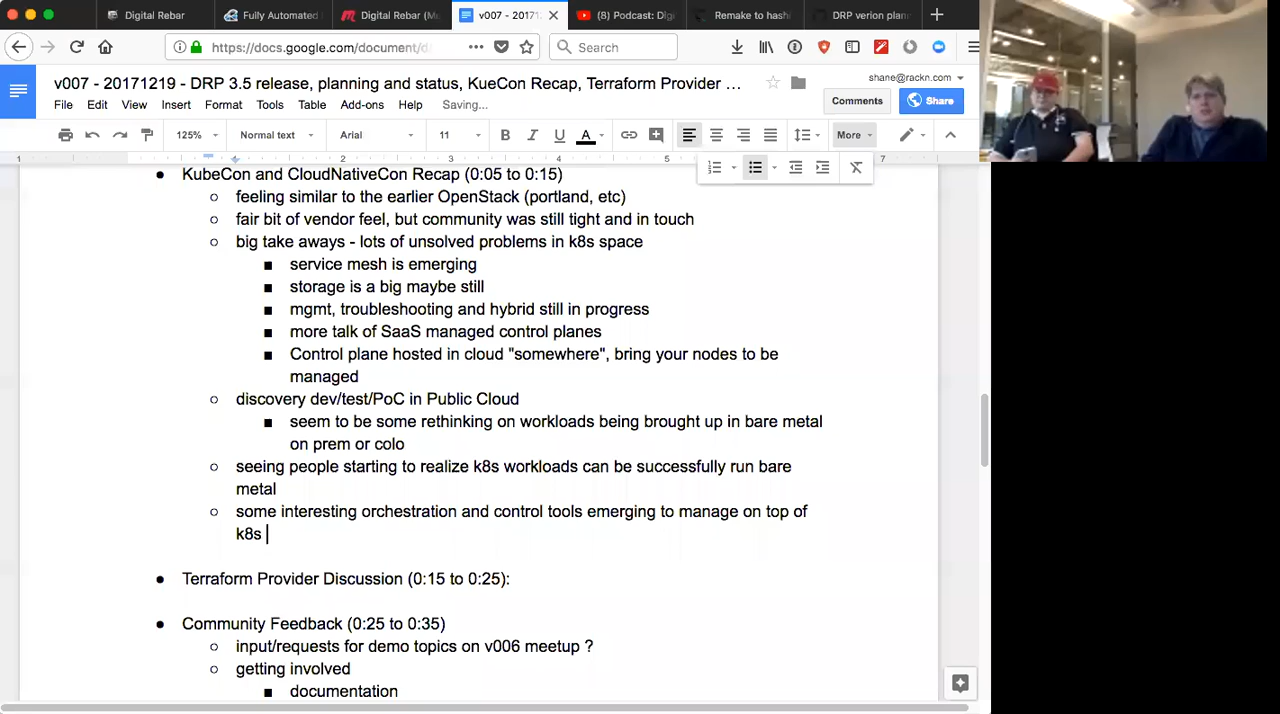 Digital Rebar
Fully Automated
Digital Rebar (Mu
v007 - 20171
(8) Podcast: Digi
Remake to hashi
DRP verion plan
https://docs.google.com/document/d
Search
v007 - 20171219 - DRP 3.5 release, planning and status, KueCon Recap, Terraform Provider ...
shane@rackn.com
File Edit View Insert Format Tools Table Add-ons Help Saving...
Comments
Share
125% Normal text Arial 11 B I U A More
1 2 3 4 5 7
KubeCon and CloudNativeCon Recap (0:05 to 0:15)
feeling similar to the earlier OpenStack (portland, etc)
fair bit of vendor feel, but community was still tight and in touch
big take aways - lots of unsolved problems in k8s space
service mesh is emerging
storage is a big maybe still
mgmt, troubleshooting and hybrid still in progress
more talk of SaaS managed control planes
Control plane hosted in cloud "somewhere", bring your nodes to be
managed
discovery dev/test/PoC in Public Cloud
seem to be some rethinking on workloads being brought up in bare metal
on prem or colo
seeing people starting to realize k8s workloads can be successfully run bare
metal
some interesting orchestration and control tools emerging to manage on top of
k8s
Terraform Provider Discussion (0:15 to 0:25):
Community Feedback (0:25 to 0:35)
input/requests for demo topics on v006 meetup ?
getting involved
documentation